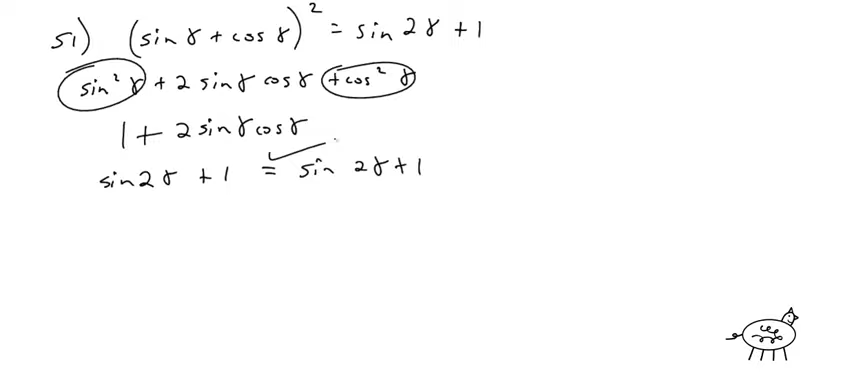 51) (sin γ + cos γ)² = sin 2γ + 1
sin² γ + 2 sin γ cos γ + cos² γ
1 + 2 sin γ cos γ
sin 2γ + 1 = sin 2γ + 1